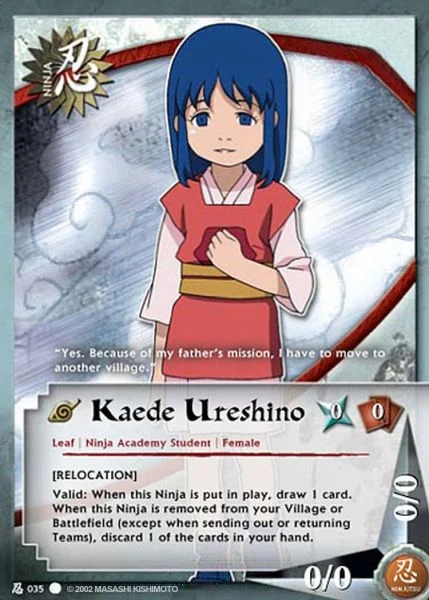 忍
NINJA
"Yes. Because of my father's mission, I have to move to
another village."
Kaede Ureshino 0 0
Leaf | Ninja Academy Student | Female
[RELOCATION]
Valid: When this Ninja is put in play, draw 1 card.
When this Ninja is removed from your Village or
Battlefield (except when sending out or returning
Teams), discard 1 of the cards in your hand.
0/0
0/0
忍
NINJUTSU
忍 035 © 2002 MASASHI KISHIMOTO